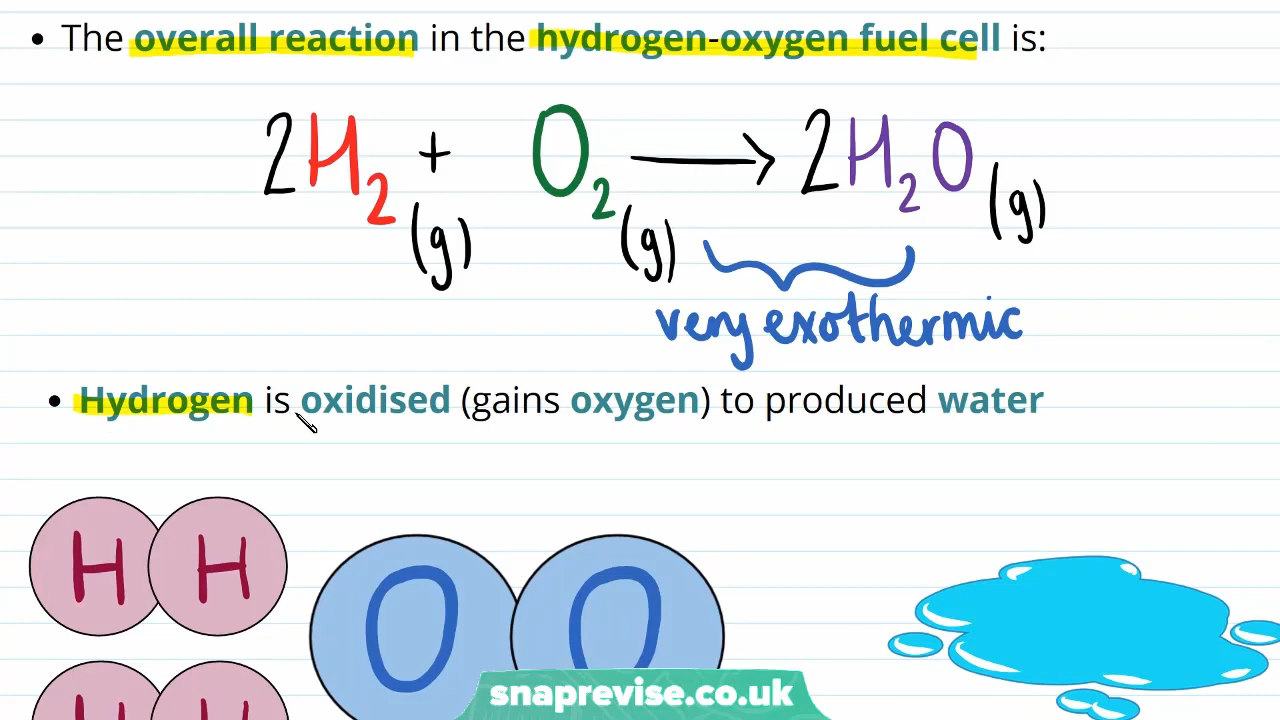 • The overall reaction in the hydrogen-oxygen fuel cell is:
2H₂(g) + O₂(g) → 2H₂O(g)
very exothermic
• Hydrogen is oxidised (gains oxygen) to produced water
H H
O O
H H
snaprevise.co.uk